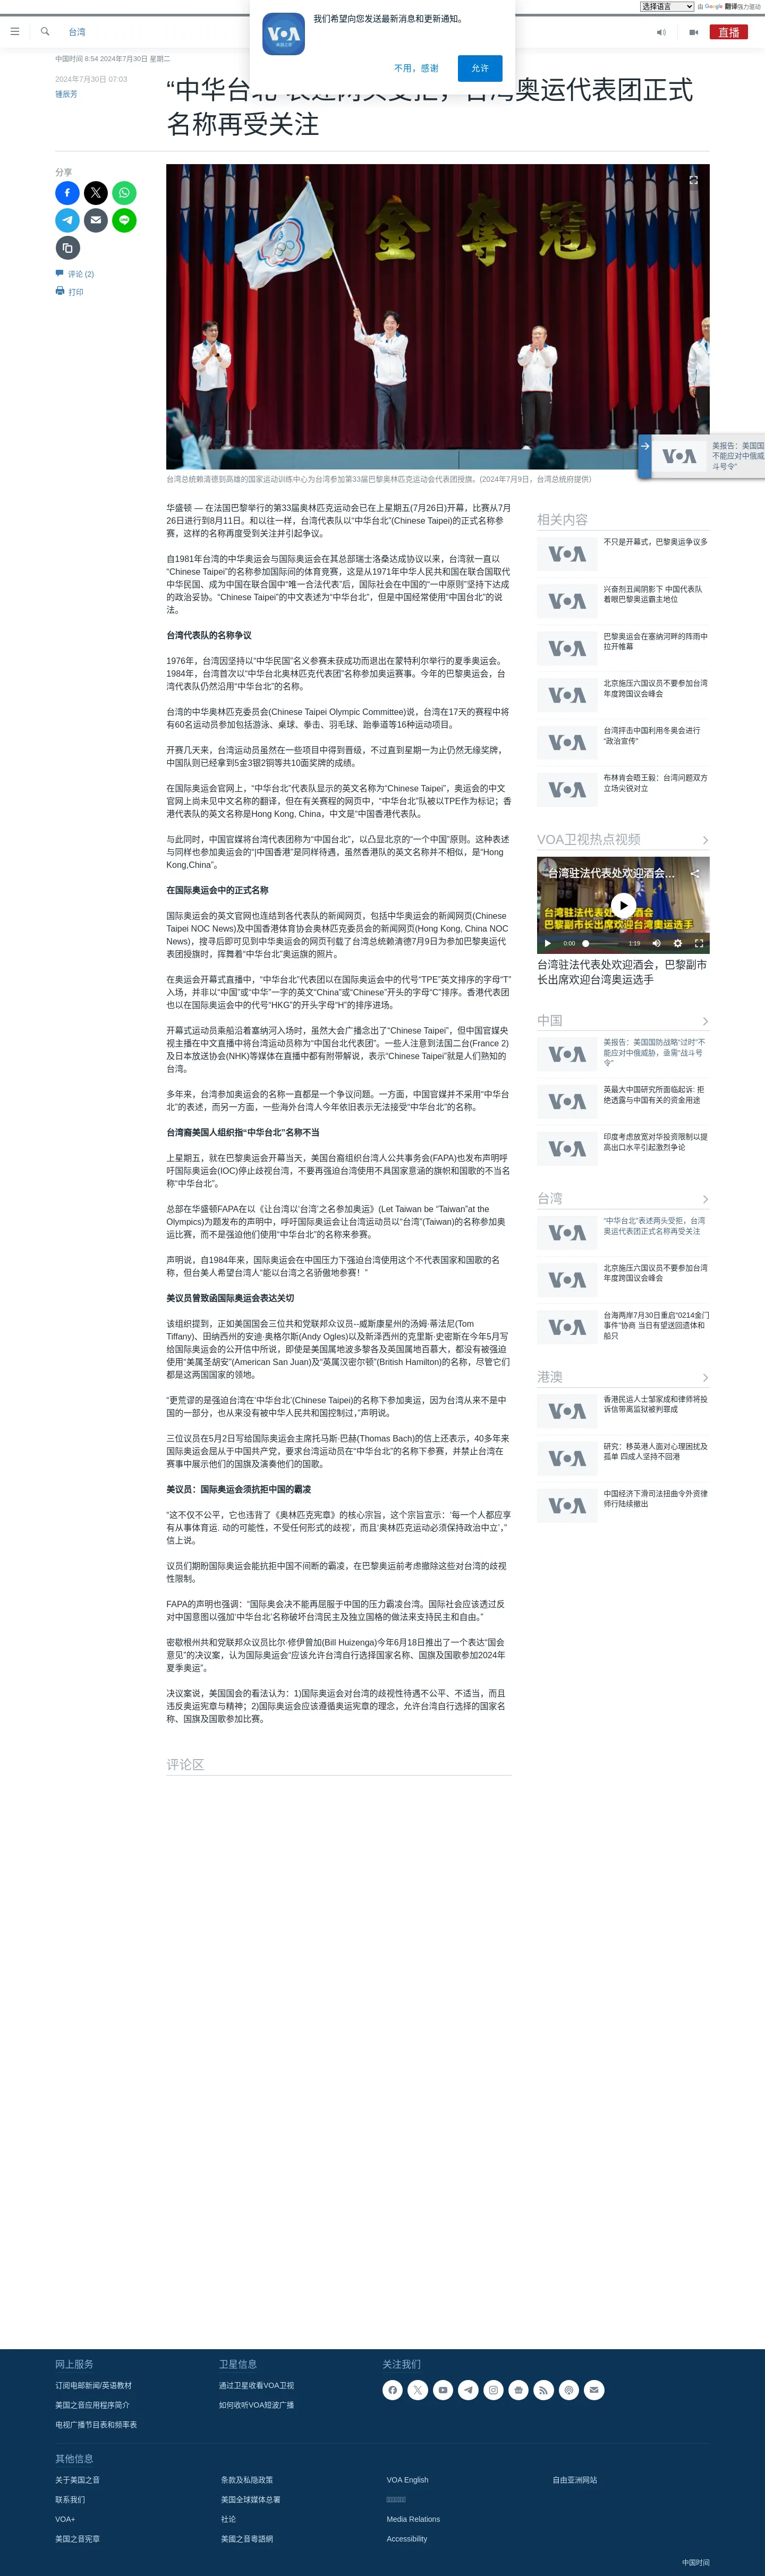 选择语言
由 Google 翻译强力驱动
我们希望向您发送最新消息和更新通知。
VOA
不用，感谢
允许
台湾
直播
中国时间 8:54 2024年7月30日 星期二
2024年7月30日 07:03
锺辰芳
台湾奥运代表团正式
名称再受关注
分享
评论 (2)
打印
金奪冠
台湾总统赖清德到高雄的国家运动训练中心为台湾参加第33届巴黎奥林匹克运动会代表团授旗。(2024年7月9日，台湾总统府提供)
VOA
美报告：美国国
不能应对中俄威
斗号令”
华盛顿 — 在法国巴黎举行的第33届奥林匹克运动会已在上星期五(7月26日)开幕，比赛从7月
26日进行到8月11日。和以往一样，台湾代表队以“中华台北”(Chinese Taipei)的正式名称参
赛，这样的名称再度受到关注并引起争议。
自1981年台湾的中华奥运会与国际奥运会在其总部瑞士洛桑达成协议以来，台湾就一直以
“Chinese Taipei”的名称参加国际间的体育竞赛，这是从1971年中华人民共和国在联合国取代
中华民国、成为中国在联合国中“唯一合法代表”后，国际社会在中国的“一中原则”坚持下达成
的政治妥协。“Chinese Taipei”的中文表述为“中华台北”，但是中国经常使用“中国台北”的说
法。
台湾代表队的名称争议
1976年，台湾因坚持以“中华民国”名义参赛未获成功而退出在蒙特利尔举行的夏季奥运会。
1984年，台湾首次以“中华台北奥林匹克代表团”名称参加奥运赛事。今年的巴黎奥运会，台
湾代表队仍然沿用“中华台北”的名称。
台湾的中华奥林匹克委员会(Chinese Taipei Olympic Committee)说，台湾在17天的赛程中将
有60名运动员参加包括游泳、桌球、拳击、羽毛球、跆拳道等16种运动项目。
开赛几天来，台湾运动员虽然在一些项目中得到晋级，不过直到星期一为止仍然无缘奖牌，
中国队则已经拿到5金3银2铜等共10面奖牌的成绩。
在国际奥运会官网上，“中华台北”代表队显示的英文名称为“Chinese Taipei”，奥运会的中文
官网上尚未见中文名称的翻译，但在有关赛程的网页中，“中华台北”队被以TPE作为标记；香
港代表队的英文名称是Hong Kong, China，中文是“中国香港代表队。
与此同时，中国官媒将台湾代表团称为“中国台北”，以凸显北京的“一个中国”原则。这种表述
与同样也参加奥运会的“|中国香港”是同样待遇，虽然香港队的英文名称并不相似，是“Hong
Kong,China”。
在国际奥运会中的正式名称
国际奥运会的英文官网也连结到各代表队的新闻网页，包括中华奥运会的新闻网页(Chinese
Taipei NOC News)及中国香港体育协会奥林匹克委员会的新闻网页(Hong Kong, China NOC
News)，搜寻后即可见到中华奥运会的网页刊载了台湾总统赖清德7月9日为参加巴黎奥运代
表团授旗时，挥舞着“中华台北”奥运旗的照片。
在奥运会开幕式直播中，“中华台北”代表团以在国际奥运会中的代号“TPE”英文排序的字母“T”
入场，并非以“中国”或“中华”一字的英文“China”或“Chinese”开头的字母“C”排序。香港代表团
也以在国际奥运会中的代号“HKG”的开头字母“H”的排序进场。
开幕式运动员乘船沿着塞纳河入场时，虽然大会广播念出了“Chinese Taipei”，但中国官媒央
视主播在中文直播中将台湾运动员称为“中国台北代表团”。一些人注意到法国二台(France 2)
及日本放送协会(NHK)等媒体在直播中都有附带解说，表示“Chinese Taipei”就是人们熟知的
台湾。
多年来，台湾参加奥运会的名称一直都是一个争议问题。一方面，中国官媒并不采用“中华台
北”的表述，而另一方面，一些海外台湾人今年依旧表示无法接受“中华台北”的名称。
台湾裔美国人组织指“中华台北”名称不当
上星期五，就在巴黎奥运会开幕当天，美国台裔组织台湾人公共事务会(FAPA)也发布声明呼
吁国际奥运会(IOC)停止歧视台湾，不要再强迫台湾使用不具国家意涵的旗帜和国歌的不当名
称“中华台北”。
总部在华盛顿FAPA在以《让台湾以‘台湾’之名参加奥运》(Let Taiwan be “Taiwan”at the
Olympics)为题发布的声明中，呼吁国际奥运会让台湾运动员以“台湾”(Taiwan)的名称参加奥
运比赛，而不是强迫他们使用“中华台北”的名称来参赛。
声明说，自1984年来，国际奥运会在中国压力下强迫台湾使用这个不代表国家和国歌的名
称，但台美人希望台湾人“能以台湾之名骄傲地参赛！”
美议员曾致函国际奥运会表达关切
该组织提到，正如美国国会三位共和党联邦众议员--威斯康星州的汤姆·蒂法尼(Tom
Tiffany)、田纳西州的安迪·奥格尔斯(Andy Ogles)以及新泽西州的克里斯·史密斯在今年5月写
给国际奥运会的公开信中所说，即使是美国属地波多黎各及英国属地百慕大，都没有被强迫
使用“美属圣胡安”(American San Juan)及“英属汉密尔顿”(British Hamilton)的名称，尽管它们
都是这两国国家的领地。
“更荒谬的是强迫台湾在‘中华台北’(Chinese Taipei)的名称下参加奥运，因为台湾从来不是中
国的一部分，也从来没有被中华人民共和国控制过，”声明说。
三位议员在5月2日写给国际奥运会主席托马斯·巴赫(Thomas Bach)的信上还表示，40多年来
国际奥运会屈从于中国共产党，要求台湾运动员在“中华台北”的名称下参赛，并禁止台湾在
赛事中展示他们的国旗及演奏他们的国歌。
美议员：国际奥运会须抗拒中国的霸凌
“这不仅不公平，它也违背了《奥林匹克宪章》的核心宗旨，这个宗旨宣示：‘每一个人都应享
有从事体育运. 动的可能性，不受任何形式的歧视’，而且‘奥林匹克运动必须保持政治中立’，”
信上说。
议员们期盼国际奥运会能抗拒中国不间断的霸凌，在巴黎奥运前考虑撤除这些对台湾的歧视
性限制。
FAPA的声明也强调：“国际奥会决不能再屈服于中国的压力霸凌台湾。国际社会应该透过反
对中国意图以强加‘中华台北’名称破坏台湾民主及独立国格的做法来支持民主和自由。”
密歇根州共和党联邦众议员比尔·修伊曾加(Bill Huizenga)今年6月18日推出了一个表达“国会
意见”的决议案，认为国际奥运会“应该允许台湾自行选择国家名称、国旗及国歌参加2024年
夏季奥运”。
决议案说，美国国会的看法认为：1)国际奥运会对台湾的歧视性待遇不公平、不适当，而且
违反奥运宪章与精神；2)国际奥运会应该遵循奥运宪章的理念，允许台湾自行选择的国家名
称、国旗及国歌参加比赛。
评论区
相关内容
VOA
不只是开幕式，巴黎奥运争议多
VOA
兴奋剂丑闻阴影下 中国代表队
着眼巴黎奥运霸主地位
VOA
巴黎奥运会在塞纳河畔的阵雨中
拉开帷幕
VOA
北京施压六国议员不要参加台湾
年度跨国议会峰会
VOA
台湾抨击中国利用冬奥会进行
“政治宣传”
VOA
布林肯会晤王毅：台湾问题双方
立场尖锐对立
VOA卫视热点视频
台湾驻法代表处欢迎酒会...
台湾驻法代表处欢迎酒会
巴黎副市长出席欢迎台湾奥运选手
0:00
1:19
台湾驻法代表处欢迎酒会，巴黎副市
长出席欢迎台湾奥运选手
中国
VOA
美报告：美国国防战略“过时”不
能应对中俄威胁，亟需“战斗号
令”
VOA
英最大中国研究所面临起诉: 拒
绝透露与中国有关的资金用途
VOA
印度考虑放宽对华投资限制以提
高出口水平引起激烈争论
台湾
VOA
“中华台北”表述两头受拒，台湾
奥运代表团正式名称再受关注
VOA
北京施压六国议员不要参加台湾
年度跨国议会峰会
VOA
台海两岸7月30日重启“0214金门
事件”协商 当日有望送回遗体和
船只
港澳
VOA
香港民运人士邹家成和律师将投
诉信带离监狱被判罪成
VOA
研究：移英港人面对心理困扰及
孤单 四成人坚持不回港
VOA
中国经济下滑司法扭曲令外资律
师行陆续撤出
网上服务
订阅电邮新闻/英语教材
美国之音应用程序简介
电视广播节目表和频率表
卫星信息
通过卫星收看VOA卫视
如何收听VOA短波广播
关注我们
其他信息
关于美国之音
联系我们
VOA+
美国之音宪章
条款及私隐政策
美国全球媒体总署
社论
美國之音粵語網
VOA English
Media Relations
Accessibility
自由亚洲网站
中国时间